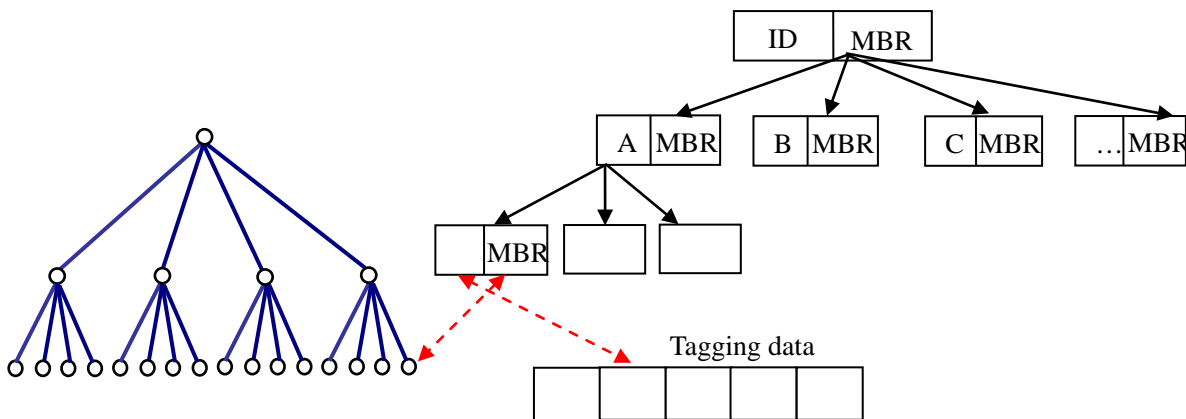 ID MBR
A MBR B MBR C MBR … MBR
MBR
Tagging data